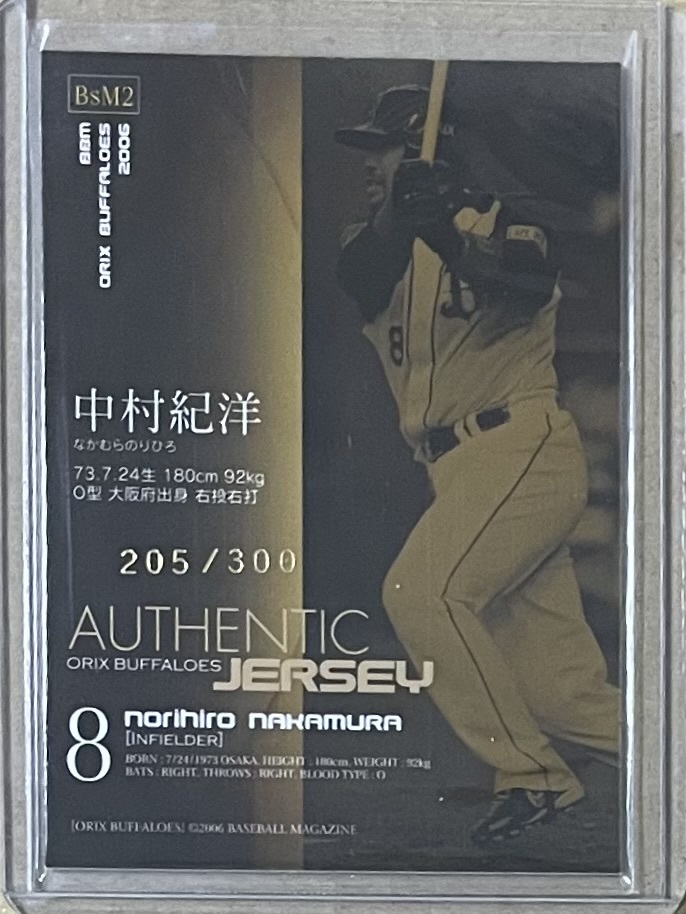 BsM2
BBM
ORIX BUFFALOES
2006
8
中村紀洋
なかむらのりひろ
73.7.24生 180cm 92kg
O型 大阪府出身 右投右打
205/300
AUTHENTIC
ORIX BUFFALOES JERSEY
8 norihiro nakamura
[INFIELDER]
BORN : 7/24/1973 OSAKA, HEIGHT : 180cm, WEIGHT : 92kg
BATS : RIGHT, THROWS : RIGHT, BLOOD TYPE : O
[ORIX BUFFALOES] ©2006 BASEBALL MAGAZINE